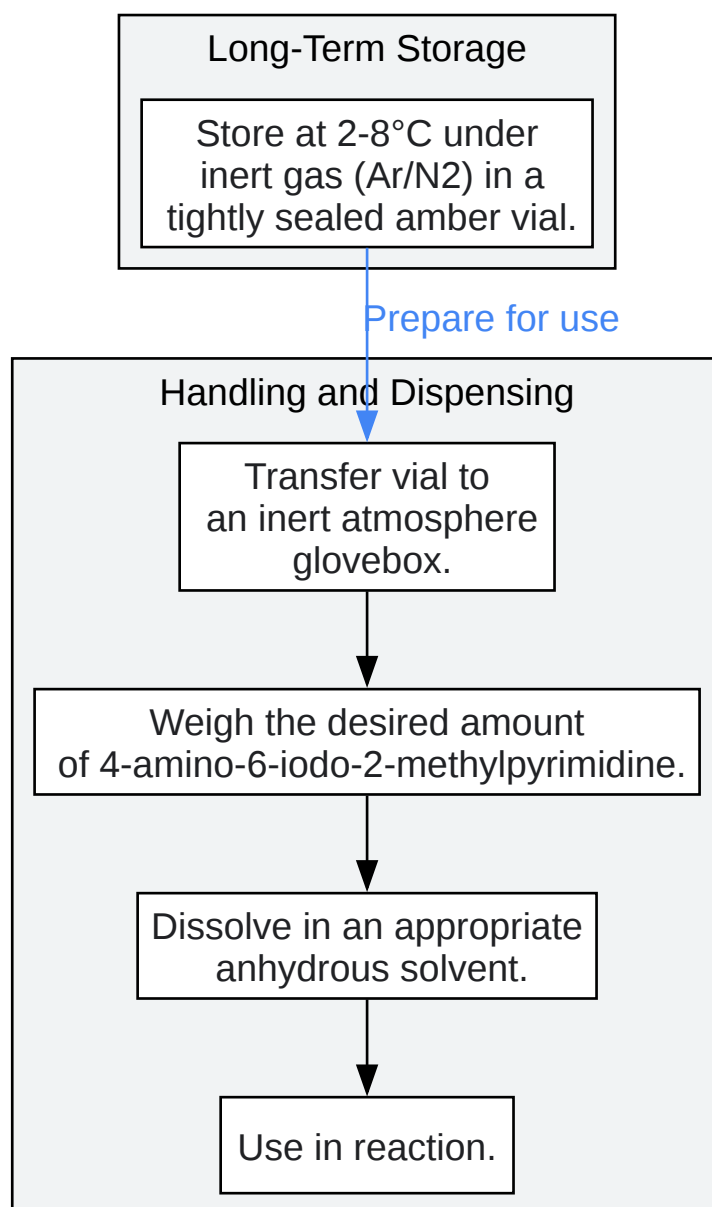 Long-Term Storage
Store at 2-8°C under
inert gas (Ar/N2) in a
tightly sealed amber vial.
Prepare for use
Handling and Dispensing
Transfer vial to
an inert atmosphere
glovebox.
Weigh the desired amount
of 4-amino-6-iodo-2-methylpyrimidine.
Dissolve in an appropriate
anhydrous solvent.
Use in reaction.